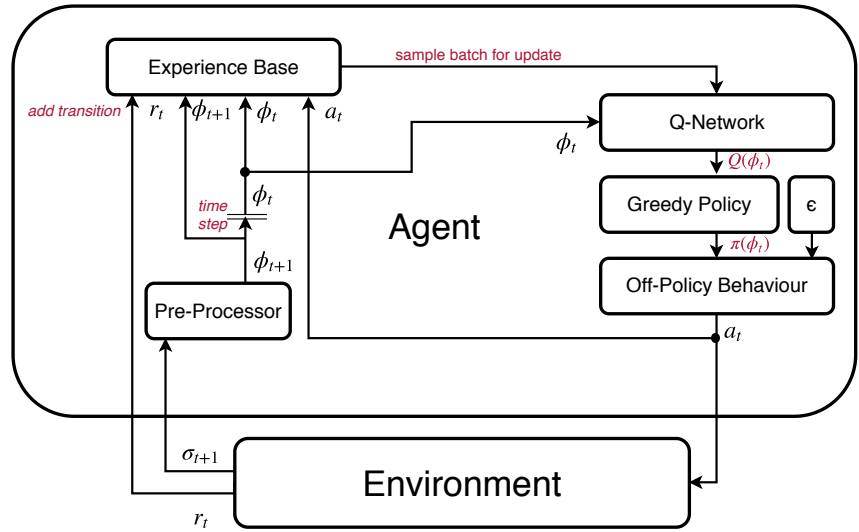 Experience Base
sample batch for update
add transition
r_t
ϕ_{t+1}
ϕ_t
a_t
Q-Network
ϕ_t
Q(ϕ_t)
time
step
ϕ_t
Greedy Policy
ϵ
Agent
π(ϕ_t)
ϕ_{t+1}
Off-Policy Behaviour
Pre-Processor
a_t
σ_{t+1}
Environment
r_t